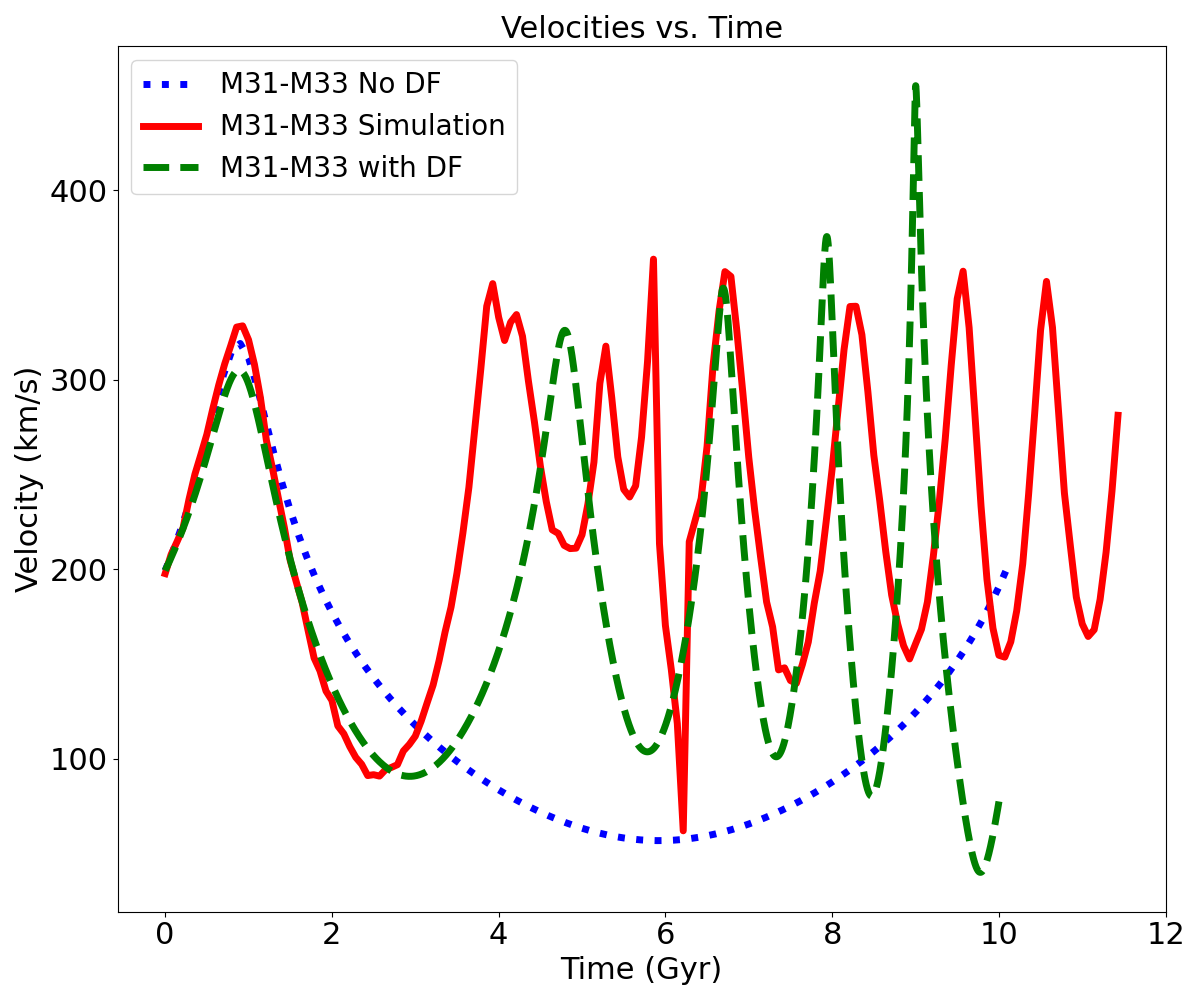 Velocities vs. Time
M31-M33 No DF
M31-M33 Simulation
M31-M33 with DF
Velocity (km/s)
400
300
200
100
0 2 4 6 8 10 12
Time (Gyr)